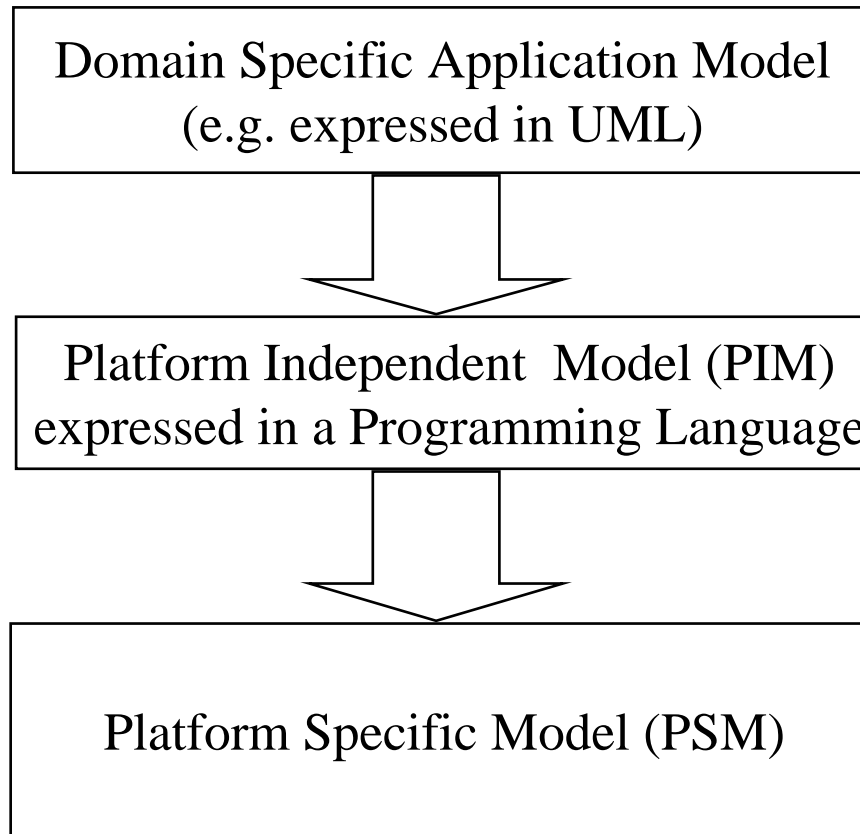 Domain Specific Application Model
(e.g. expressed in UML)
Platform Independent Model (PIM)
expressed in a Programming Language
Platform Specific Model (PSM)